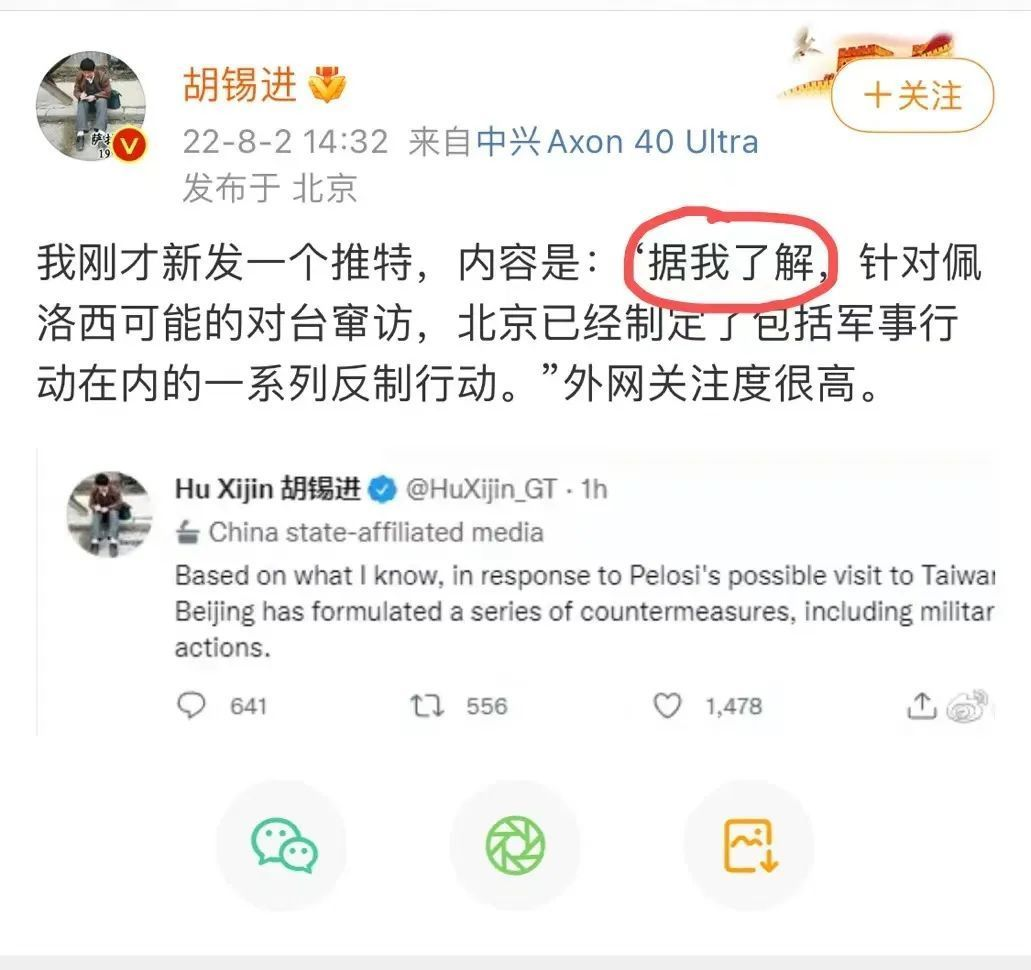 胡锡进
＋关注
22-8-2 14:32 来自中兴Axon 40 Ultra
发布于 北京
我刚才新发一个推特，内容是：“据我了解，针对佩
洛西可能的对台窜访，北京已经制定了包括军事行
动在内的一系列反制行动。”外网关注度很高。
Hu Xijin 胡锡进 @HuXijin_GT · 1h
China state-affiliated media
Based on what I know, in response to Pelosi's possible visit to Taiwan
Beijing has formulated a series of countermeasures, including militar
actions.
641 556 1,478